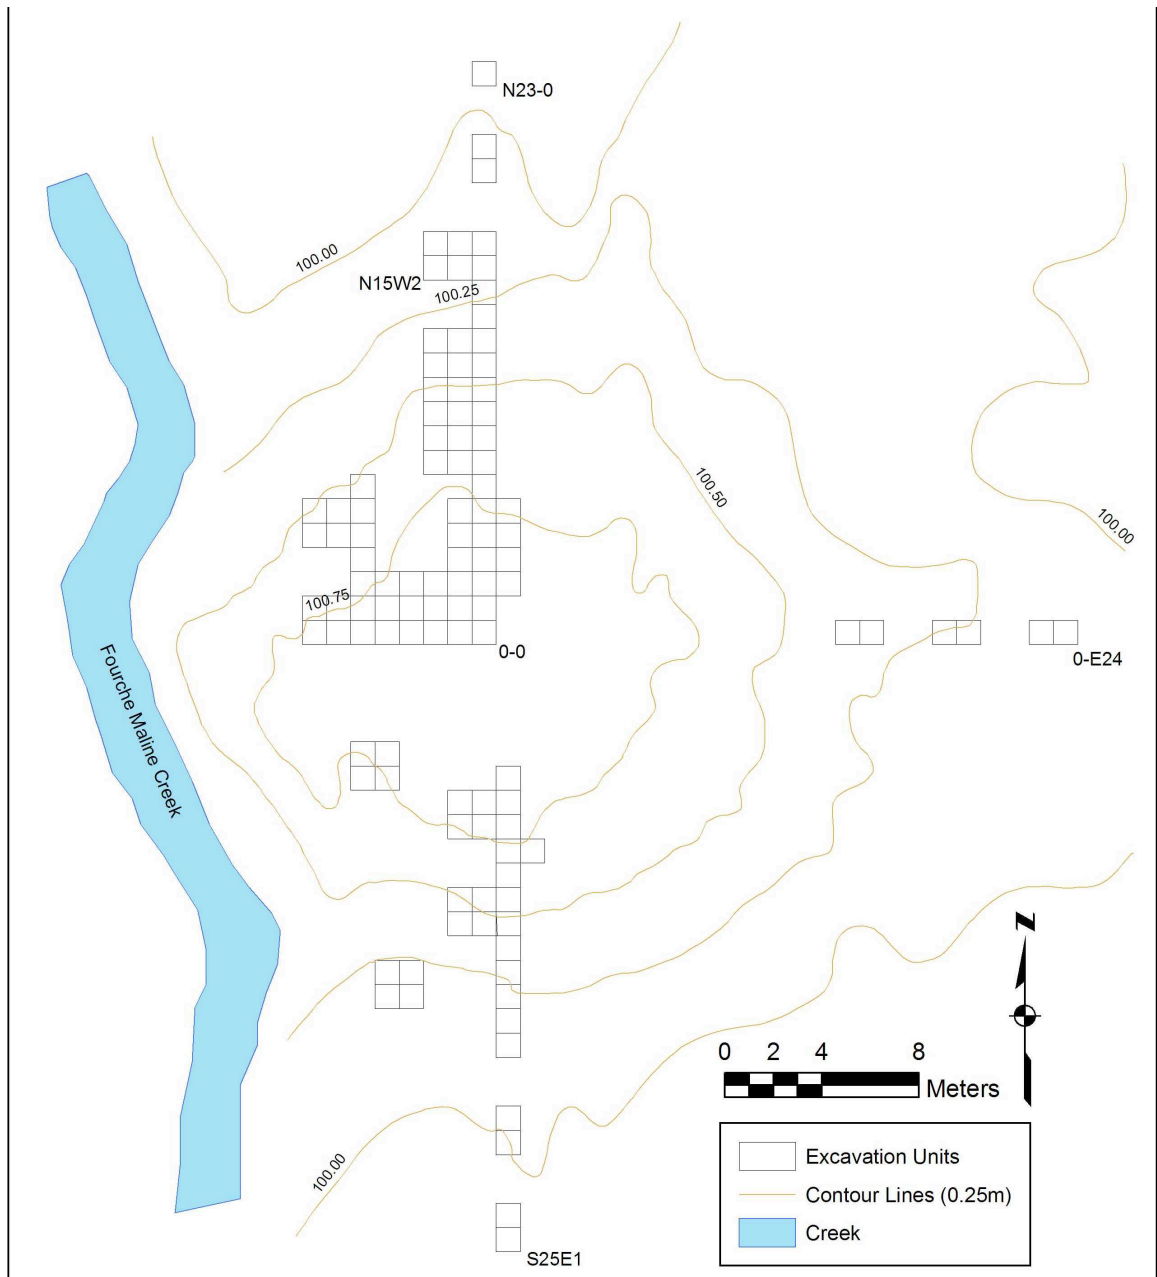 N23-0
100.00
N15W2
100.25
100.50
100.00
100.75
0-0
0-E24
Fourche Maline Creek
N
0 2 4 8
Meters
Excavation Units
Contour Lines (0.25m)
Creek
100.00
S25E1